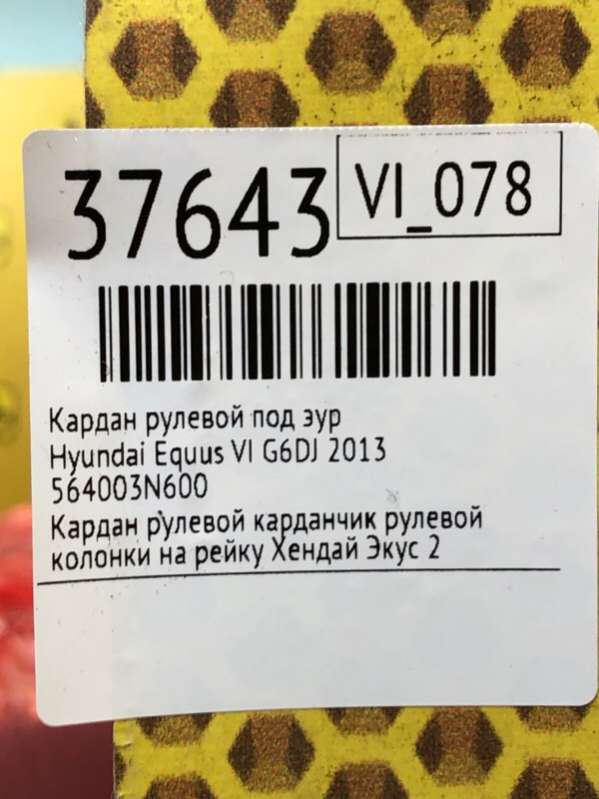 37643
VI_078
Кардан рулевой под зур
Hyundai Equus VI G6DJ 2013
564003N600
Кардан рулевой карданчик рулевой
колонки на рейку Хендай Экус 2